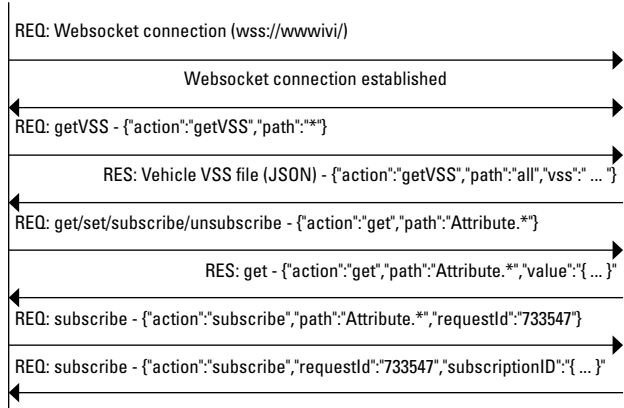 REQ: Websocket connection (wss://wwwivi/)
Websocket connection established
REQ: getVSS - {"action":"getVSS","path":"*"}
RES: Vehicle VSS file (JSON) - {"action":"getVSS","path":"all","vss":" ... "}
REQ: get/set/subscribe/unsubscribe - {"action":"get","path":"Attribute.*"}
RES: get - {"action":"get","path":"Attribute.*","value":"{ ... }"
REQ: subscribe - {"action":"subscribe","path":"Attribute.*","requestId":"733547"}
REQ: subscribe - {"action":"subscribe","requestId":"733547","subscriptionID":"{ ... }"